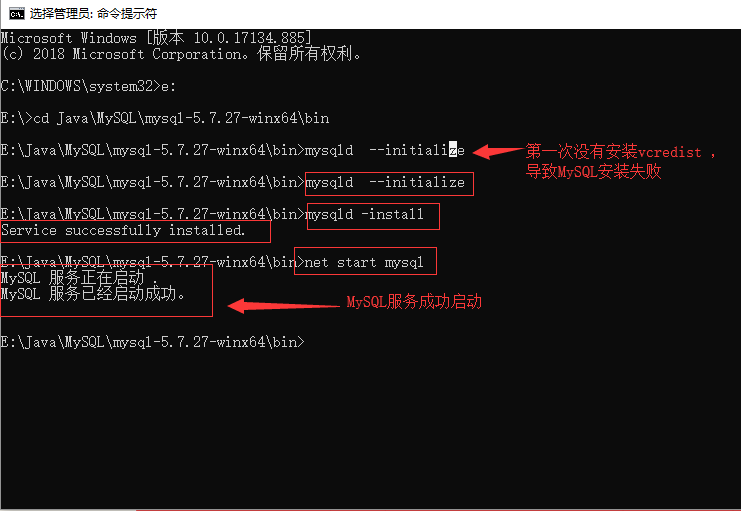 选择管理员: 命令提示符
Microsoft Windows [版本 10.0.17134.885]
(c) 2018 Microsoft Corporation。保留所有权利。
C:\WINDOWS\system32>e:
E:\>cd Java\MySQL\mysql-5.7.27-winx64\bin
E:\Java\MySQL\mysql-5.7.27-winx64\bin>mysqld  --initialize
第一次没有安装vcredist ，
导致MySQL安装失败
E:\Java\MySQL\mysql-5.7.27-winx64\bin>mysqld  --initialize
E:\Java\MySQL\mysql-5.7.27-winx64\bin>mysqld -install
Service successfully installed.
E:\Java\MySQL\mysql-5.7.27-winx64\bin>net start mysql
MySQL 服务正在启动 .
MySQL 服务已经启动成功。
MySQL服务成功启动
E:\Java\MySQL\mysql-5.7.27-winx64\bin>